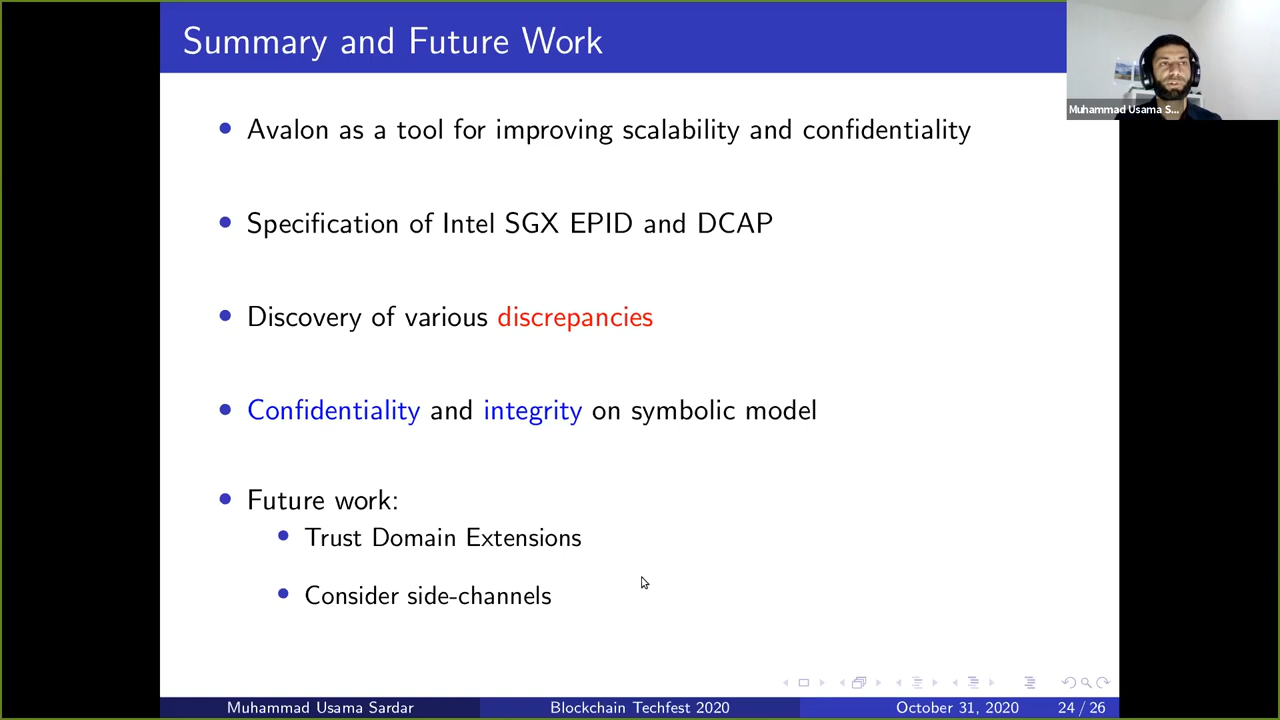 Summary and Future Work
Muhammad Usama S...
Avalon as a tool for improving scalability and confidentiality
Specification of Intel SGX EPID and DCAP
Discovery of various discrepancies
Confidentiality and integrity on symbolic model
Future work:
Trust Domain Extensions
Consider side-channels
Muhammad Usama Sardar Blockchain Techfest 2020 October 31, 2020 24 / 26